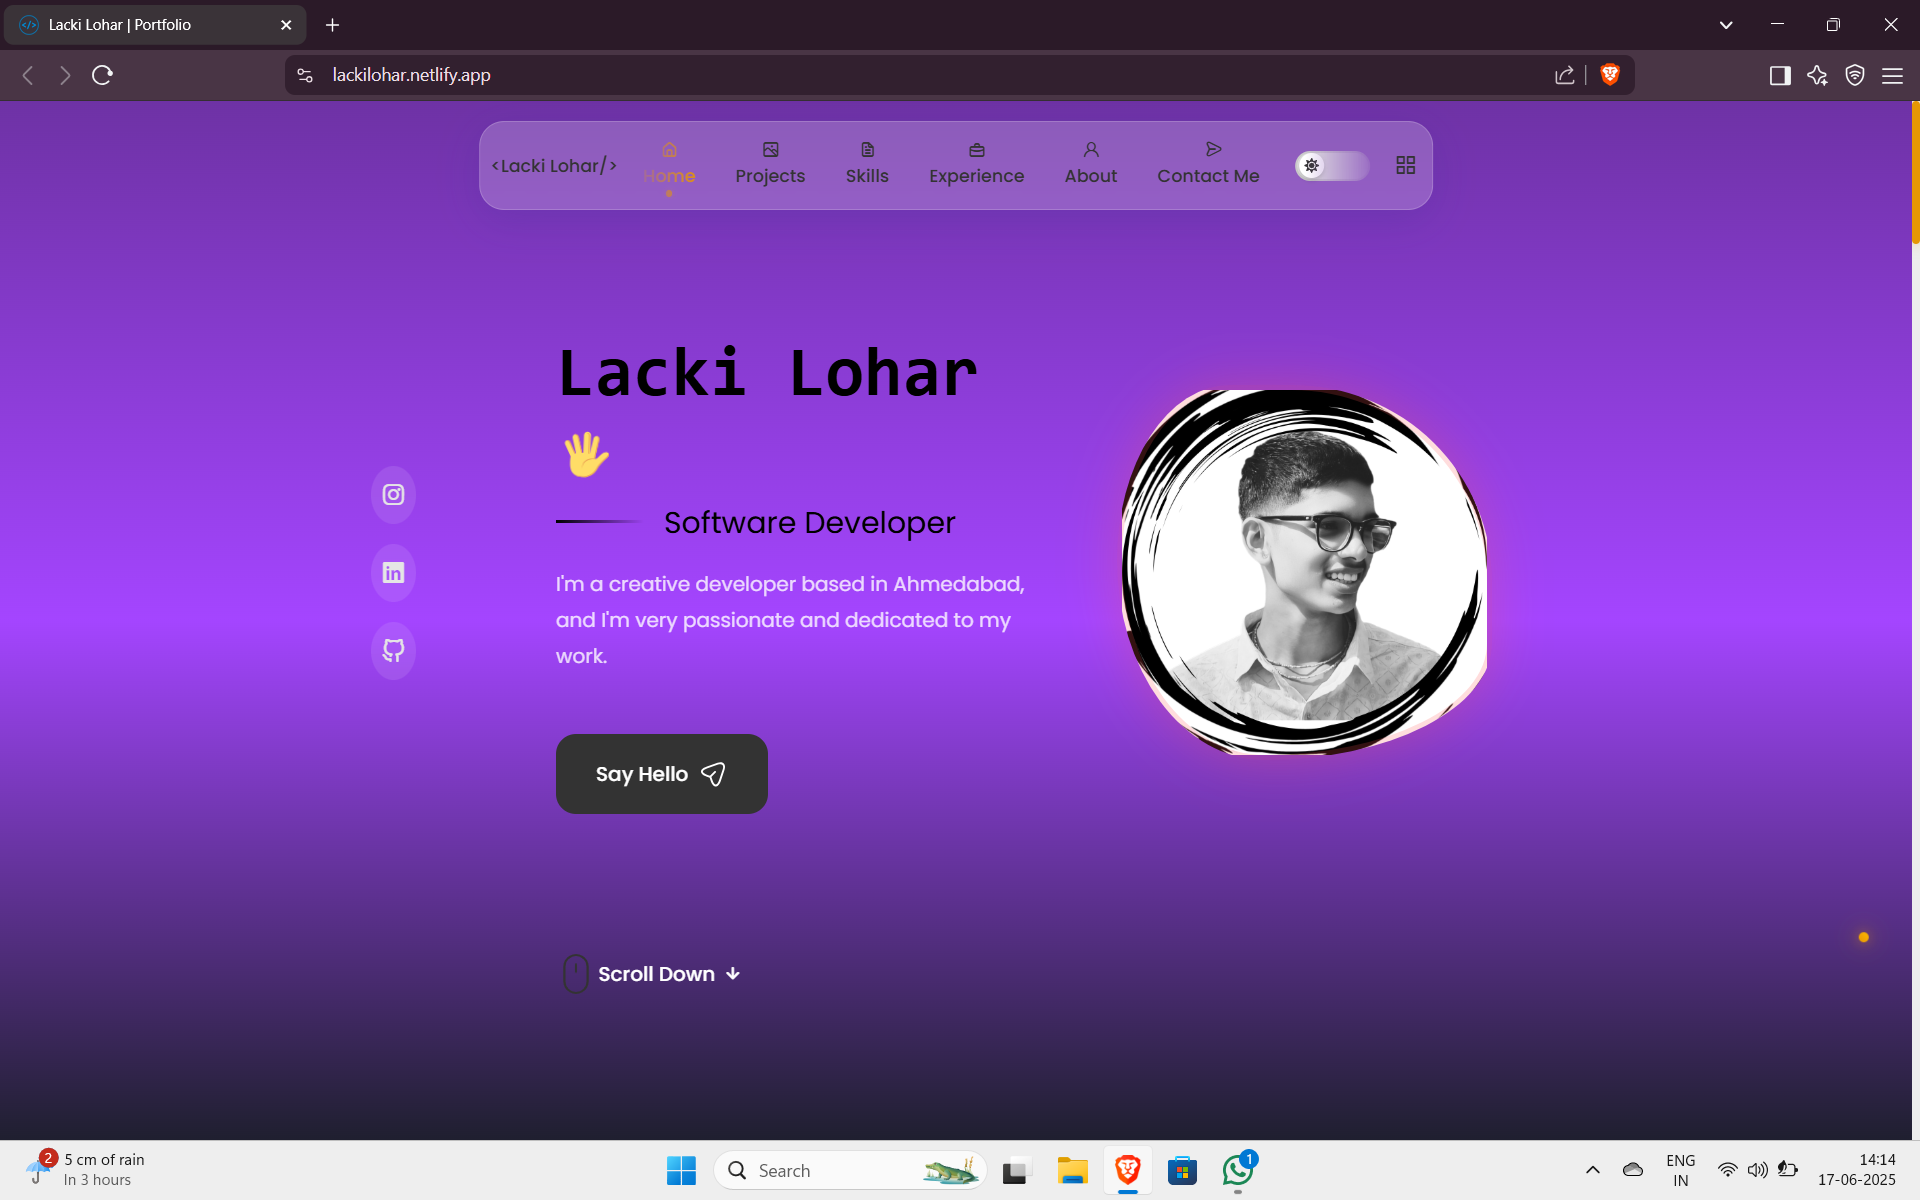 Lacki Lohar | Portfolio
lackilohar.netlify.app
<Lacki Lohar/>
Home
Projects
Skills
Experience
About
Contact Me
Lacki Lohar
Software Developer
I'm a creative developer based in Ahmedabad,
and I'm very passionate and dedicated to my
work.
Say Hello
Scroll Down
2
5 cm of rain
In 3 hours
Search
1
ENG
IN
14:14
17-06-2025